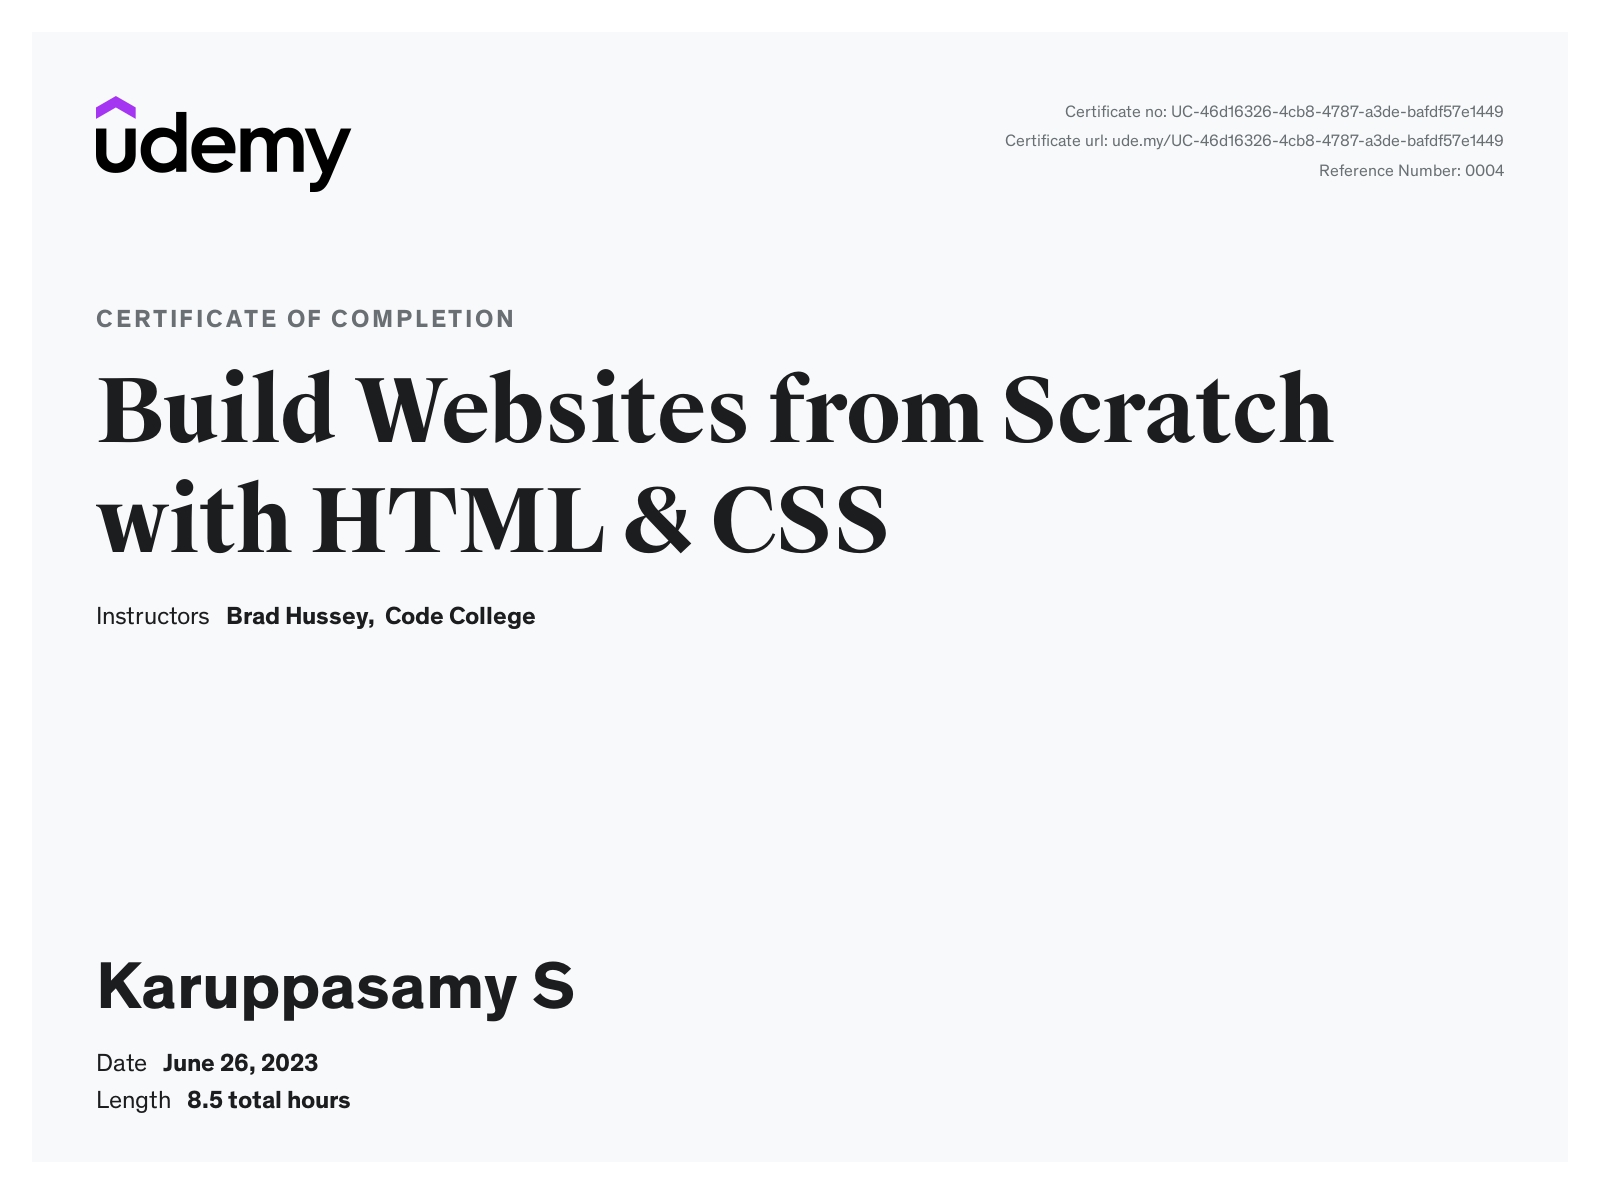 udemy
Certificate no: UC-46d16326-4cb8-4787-a3de-bafdf57e1449
Certificate url: ude.my/UC-46d16326-4cb8-4787-a3de-bafdf57e1449
Reference Number: 0004
CERTIFICATE OF COMPLETION
Build Websites from Scratch
with HTML & CSS
Instructors Brad Hussey, Code College
Karuppasamy S
Date June 26, 2023
Length 8.5 total hours